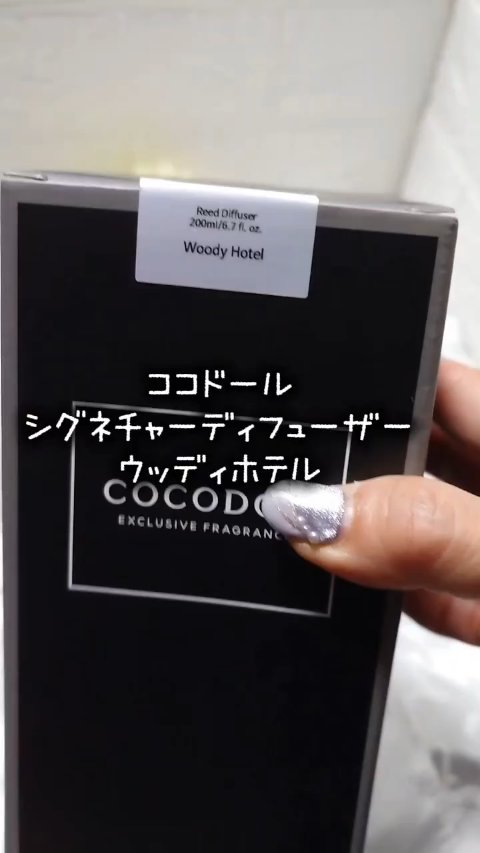 Reed Diffuser
200ml/6.7 fl. oz.
Woody Hotel
ココドール
シグネチャーディフューザー
ウッディホテル
EXCLUSIVE